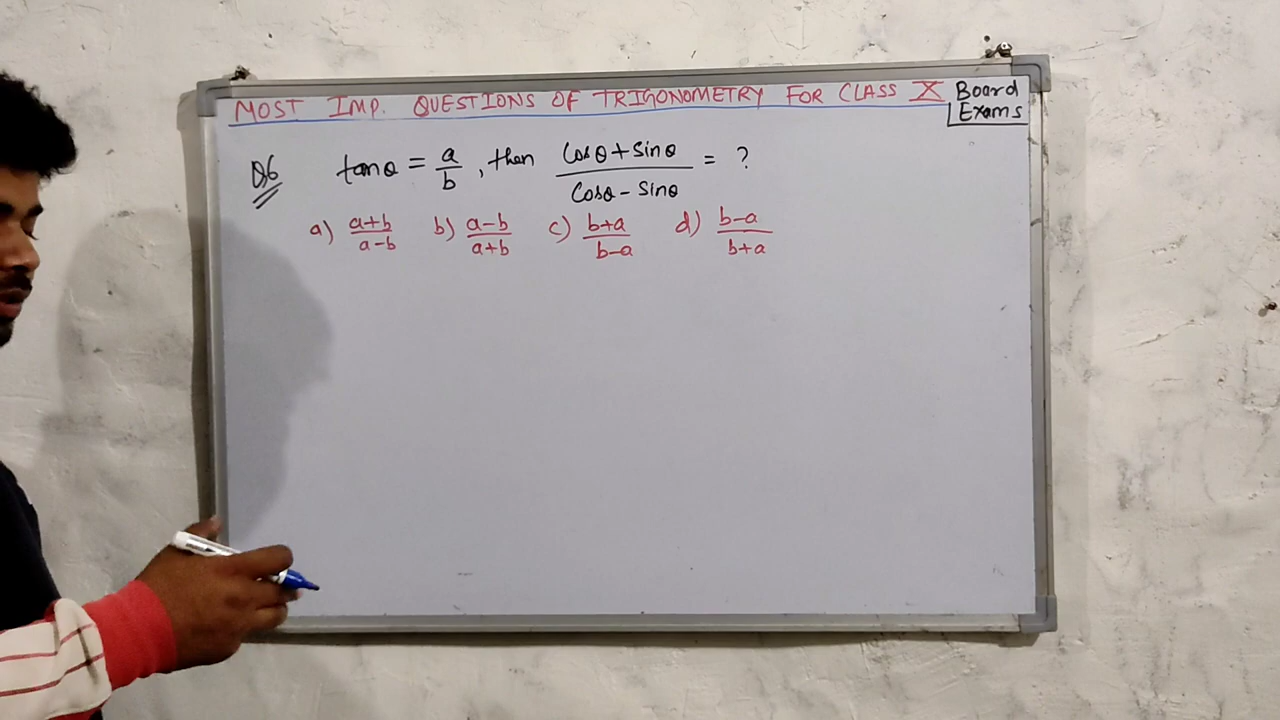 MOST IMP. QUESTIONS OF TRIGONOMETRY FOR CLASS X Board Exams
Q6 tanθ = a/b , then (Cosθ + Sinθ)/(Cosθ - Sinθ) = ?
a) (a+b)/(a-b) b) (a-b)/(a+b) c) (b+a)/(b-a) d) (b-a)/(b+a)